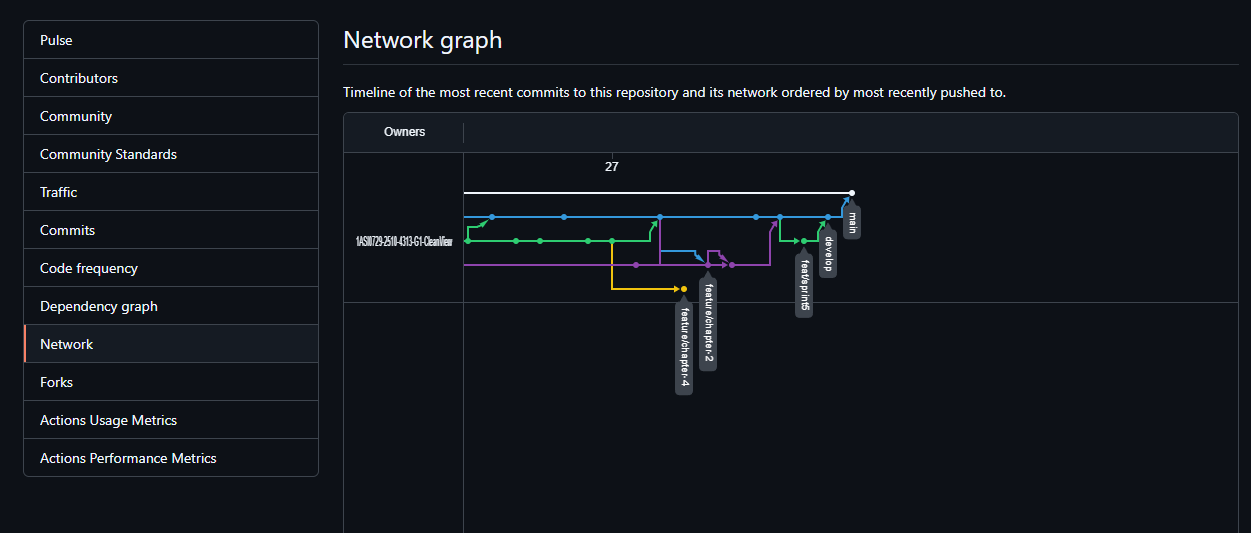 Pulse
Contributors
Community
Community Standards
Traffic
Commits
Code frequency
Dependency graph
Network
Forks
Actions Usage Metrics
Actions Performance Metrics
Network graph
Timeline of the most recent commits to this repository and its network ordered by most recently pushed to.
Owners
27
1ASI0729-2510-4313-G1-CleanView
main
develop
feat/sprint5
feature/chapter-2
feature/chapter-4